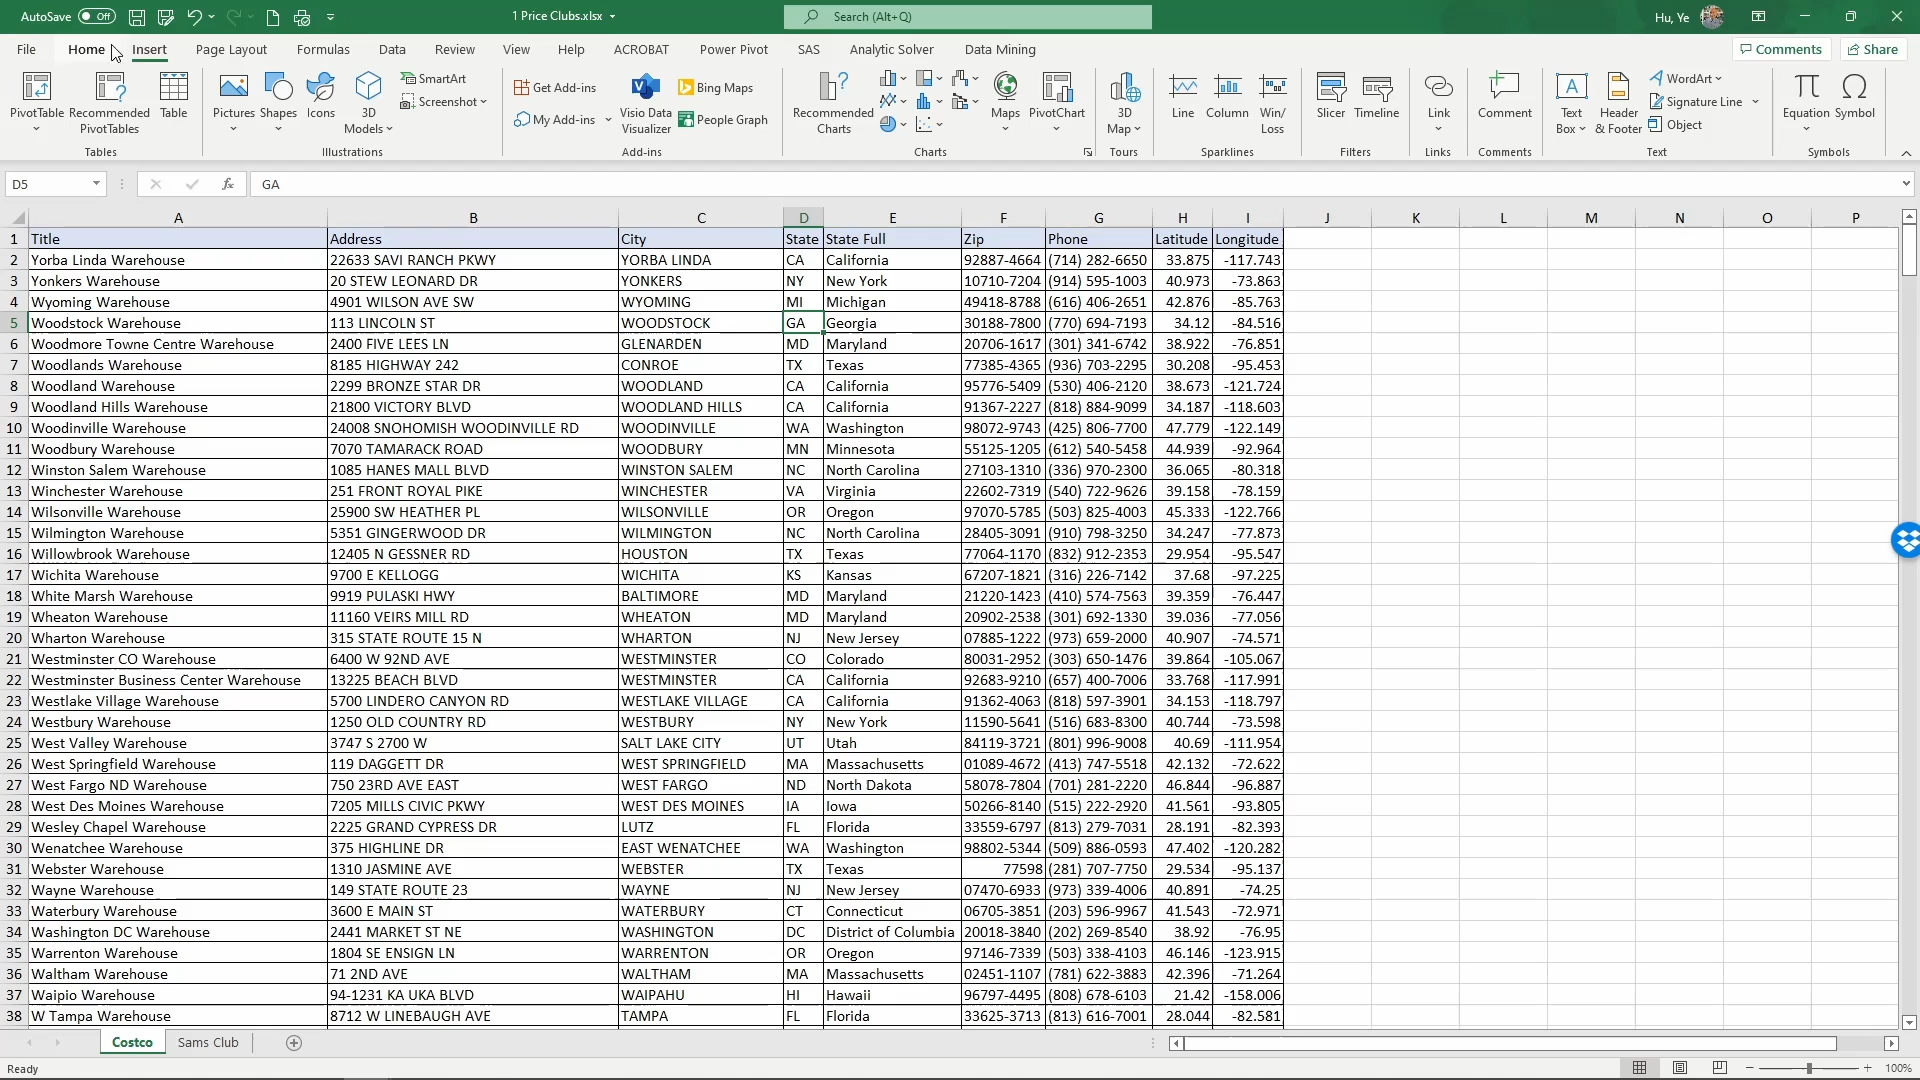 AutoSave Off 1 Price Clubs.xlsx Search (Alt+Q) Hu, Ye
File Home Insert Page Layout Formulas Data Review View Help ACROBAT Power Pivot SAS Analytic Solver Data Mining Comments Share
PivotTable Recommended PivotTables Table Pictures Shapes Icons 3D Models SmartArt Screenshot Get Add-ins My Add-ins Visio Data Visualizer Bing Maps People Graph Recommended Charts Maps PivotChart 3D Map Line Column Win/Loss Slicer Timeline Link Comment Text Box Header & Footer WordArt Signature Line Object Equation Symbol
Tables Illustrations Add-ins Charts Tours Sparklines Filters Links Comments Text Symbols
D5 fx GA
A B C D E F G H I J K L M N O P
1 Title Address City State State Full Zip Phone Latitude Longitude
2 Yorba Linda Warehouse 22633 SAVI RANCH PKWY YORBA LINDA CA California 92887-4664 (714) 282-6650 33.875 -117.743
3 Yonkers Warehouse 20 STEW LEONARD DR YONKERS NY New York 10710-7204 (914) 595-1003 40.973 -73.863
4 Wyoming Warehouse 4901 WILSON AVE SW WYOMING MI Michigan 49418-8788 (616) 406-2651 42.876 -85.763
5 Woodstock Warehouse 113 LINCOLN ST WOODSTOCK GA Georgia 30188-7800 (770) 694-7193 34.12 -84.516
6 Woodmore Towne Centre Warehouse 2400 FIVE LEES LN GLENARDEN MD Maryland 20706-1617 (301) 341-6742 38.922 -76.851
7 Woodlands Warehouse 8185 HIGHWAY 242 CONROE TX Texas 77385-4365 (936) 703-2295 30.208 -95.453
8 Woodland Warehouse 2299 BRONZE STAR DR WOODLAND CA California 95776-5409 (530) 406-2120 38.673 -121.724
9 Woodland Hills Warehouse 21800 VICTORY BLVD WOODLAND HILLS CA California 91367-2227 (818) 884-9099 34.187 -118.603
10 Woodinville Warehouse 24008 SNOHOMISH WOODINVILLE RD WOODINVILLE WA Washington 98072-9743 (425) 806-7700 47.779 -122.149
11 Woodbury Warehouse 7070 TAMARACK ROAD WOODBURY MN Minnesota 55125-1205 (612) 540-5458 44.939 -92.964
12 Winston Salem Warehouse 1085 HANES MALL BLVD WINSTON SALEM NC North Carolina 27103-1310 (336) 970-2300 36.065 -80.318
13 Winchester Warehouse 251 FRONT ROYAL PIKE WINCHESTER VA Virginia 22602-7319 (540) 722-9626 39.158 -78.159
14 Wilsonville Warehouse 25900 SW HEATHER PL WILSONVILLE OR Oregon 97070-5785 (503) 825-4003 45.333 -122.766
15 Wilmington Warehouse 5351 GINGERWOOD DR WILMINGTON NC North Carolina 28405-3091 (910) 798-3250 34.247 -77.873
16 Willowbrook Warehouse 12405 N GESSNER RD HOUSTON TX Texas 77064-1170 (832) 912-2353 29.954 -95.547
17 Wichita Warehouse 9700 E KELLOGG WICHITA KS Kansas 67207-1821 (316) 226-7142 37.68 -97.225
18 White Marsh Warehouse 9919 PULASKI HWY BALTIMORE MD Maryland 21220-1423 (410) 574-7563 39.359 -76.447
19 Wheaton Warehouse 11160 VEIRS MILL RD WHEATON MD Maryland 20902-2538 (301) 692-1330 39.036 -77.056
20 Wharton Warehouse 315 STATE ROUTE 15 N WHARTON NJ New Jersey 07885-1222 (973) 659-2000 40.907 -74.571
21 Westminster CO Warehouse 6400 W 92ND AVE WESTMINSTER CO Colorado 80031-2952 (303) 650-1476 39.864 -105.067
22 Westminster Business Center Warehouse 13225 BEACH BLVD WESTMINSTER CA California 92683-9210 (657) 400-7006 33.768 -117.991
23 Westlake Village Warehouse 5700 LINDERO CANYON RD WESTLAKE VILLAGE CA California 91362-4063 (818) 597-3901 34.153 -118.797
24 Westbury Warehouse 1250 OLD COUNTRY RD WESTBURY NY New York 11590-5641 (516) 683-8300 40.744 -73.598
25 West Valley Warehouse 3747 S 2700 W SALT LAKE CITY UT Utah 84119-3721 (801) 996-9008 40.69 -111.954
26 West Springfield Warehouse 119 DAGGETT DR WEST SPRINGFIELD MA Massachusetts 01089-4672 (413) 747-5518 42.132 -72.622
27 West Fargo ND Warehouse 750 23RD AVE EAST WEST FARGO ND North Dakota 58078-7804 (701) 281-2220 46.844 -96.887
28 West Des Moines Warehouse 7205 MILLS CIVIC PKWY WEST DES MOINES IA Iowa 50266-8140 (515) 222-2920 41.561 -93.805
29 Wesley Chapel Warehouse 2225 GRAND CYPRESS DR LUTZ FL Florida 33559-6797 (813) 279-7031 28.191 -82.393
30 Wenatchee Warehouse 375 HIGHLINE DR EAST WENATCHEE WA Washington 98802-5344 (509) 886-0593 47.402 -120.282
31 Webster Warehouse 1310 JASMINE AVE WEBSTER TX Texas 77598 (281) 707-7750 29.534 -95.137
32 Wayne Warehouse 149 STATE ROUTE 23 WAYNE NJ New Jersey 07470-6933 (973) 339-4006 40.891 -74.25
33 Waterbury Warehouse 3600 E MAIN ST WATERBURY CT Connecticut 06705-3851 (203) 596-9967 41.543 -72.971
34 Washington DC Warehouse 2441 MARKET ST NE WASHINGTON DC District of Columbia 20018-3840 (202) 269-8540 38.92 -76.95
35 Warrenton Warehouse 1804 SE ENSIGN LN WARRENTON OR Oregon 97146-7339 (503) 338-4103 46.146 -123.915
36 Waltham Warehouse 71 2ND AVE WALTHAM MA Massachusetts 02451-1107 (781) 622-3883 42.396 -71.264
37 Waipio Warehouse 94-1231 KA UKA BLVD WAIPAHU HI Hawaii 96797-4495 (808) 678-6103 21.42 -158.006
38 W Tampa Warehouse 8712 W LINEBAUGH AVE TAMPA FL Florida 33625-3713 (813) 616-7001 28.044 -82.581
Costco Sams Club
Ready 100%